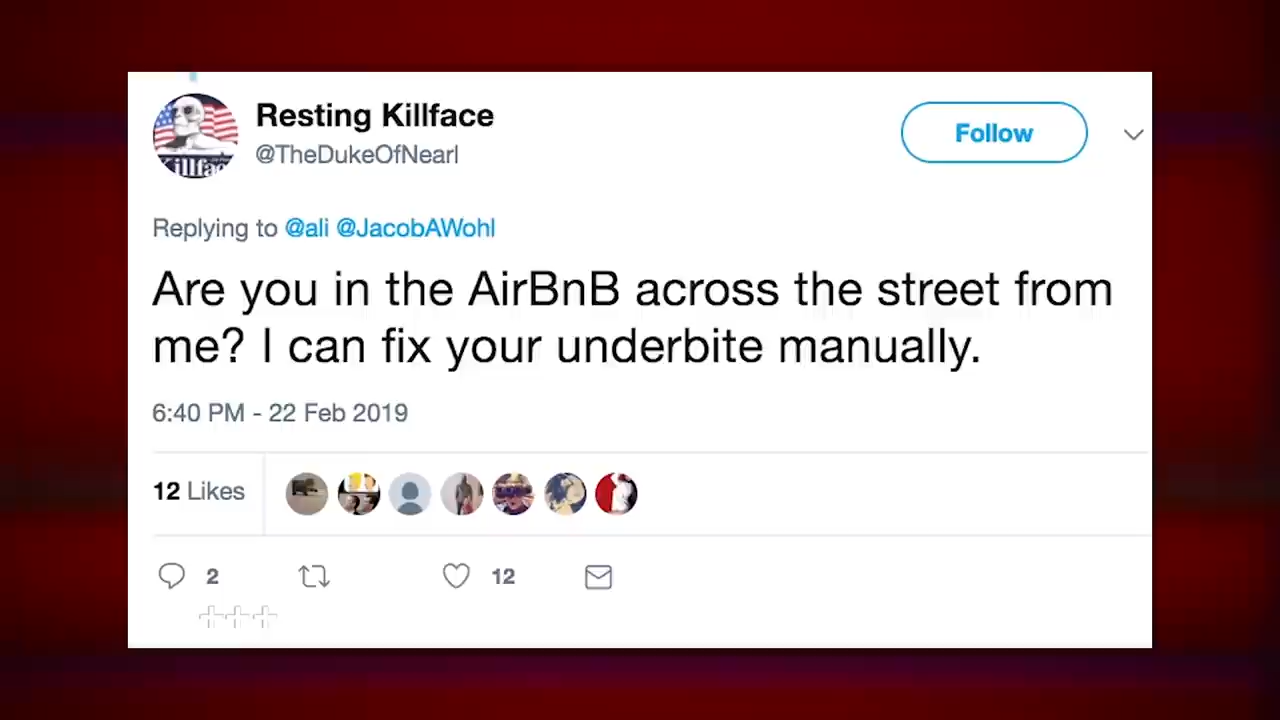 Resting Killface
@TheDukeOfNearl
Follow
Replying to @ali @JacobAWohl
Are you in the AirBnB across the street from
me? I can fix your underbite manually.
6:40 PM - 22 Feb 2019
12 Likes
2
12